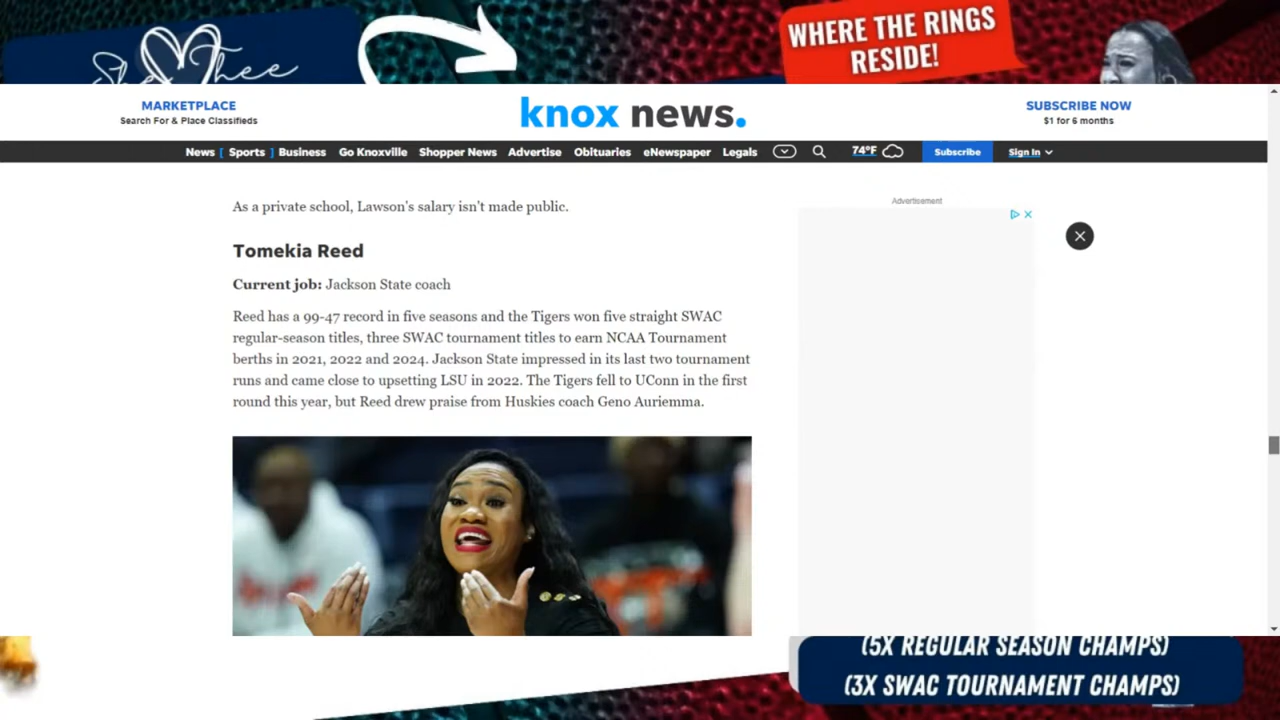 She Thee
WHERE THE RINGS
RESIDE!
MARKETPLACE
Search For & Place Classifieds
knox news.
SUBSCRIBE NOW
$1 for 6 months
News [ Sports ] Business Go Knoxville Shopper News Advertise Obituaries eNewspaper Legals 74°F Subscribe Sign In
As a private school, Lawson's salary isn't made public.
Advertisement
Tomekia Reed
Current job: Jackson State coach
Reed has a 99-47 record in five seasons and the Tigers won five straight SWAC
regular-season titles, three SWAC tournament titles to earn NCAA Tournament
berths in 2021, 2022 and 2024. Jackson State impressed in its last two tournament
runs and came close to upsetting LSU in 2022. The Tigers fell to UConn in the first
round this year, but Reed drew praise from Huskies coach Geno Auriemma.
(5X REGULAR SEASON CHAMPS)
(3X SWAC TOURNAMENT CHAMPS)